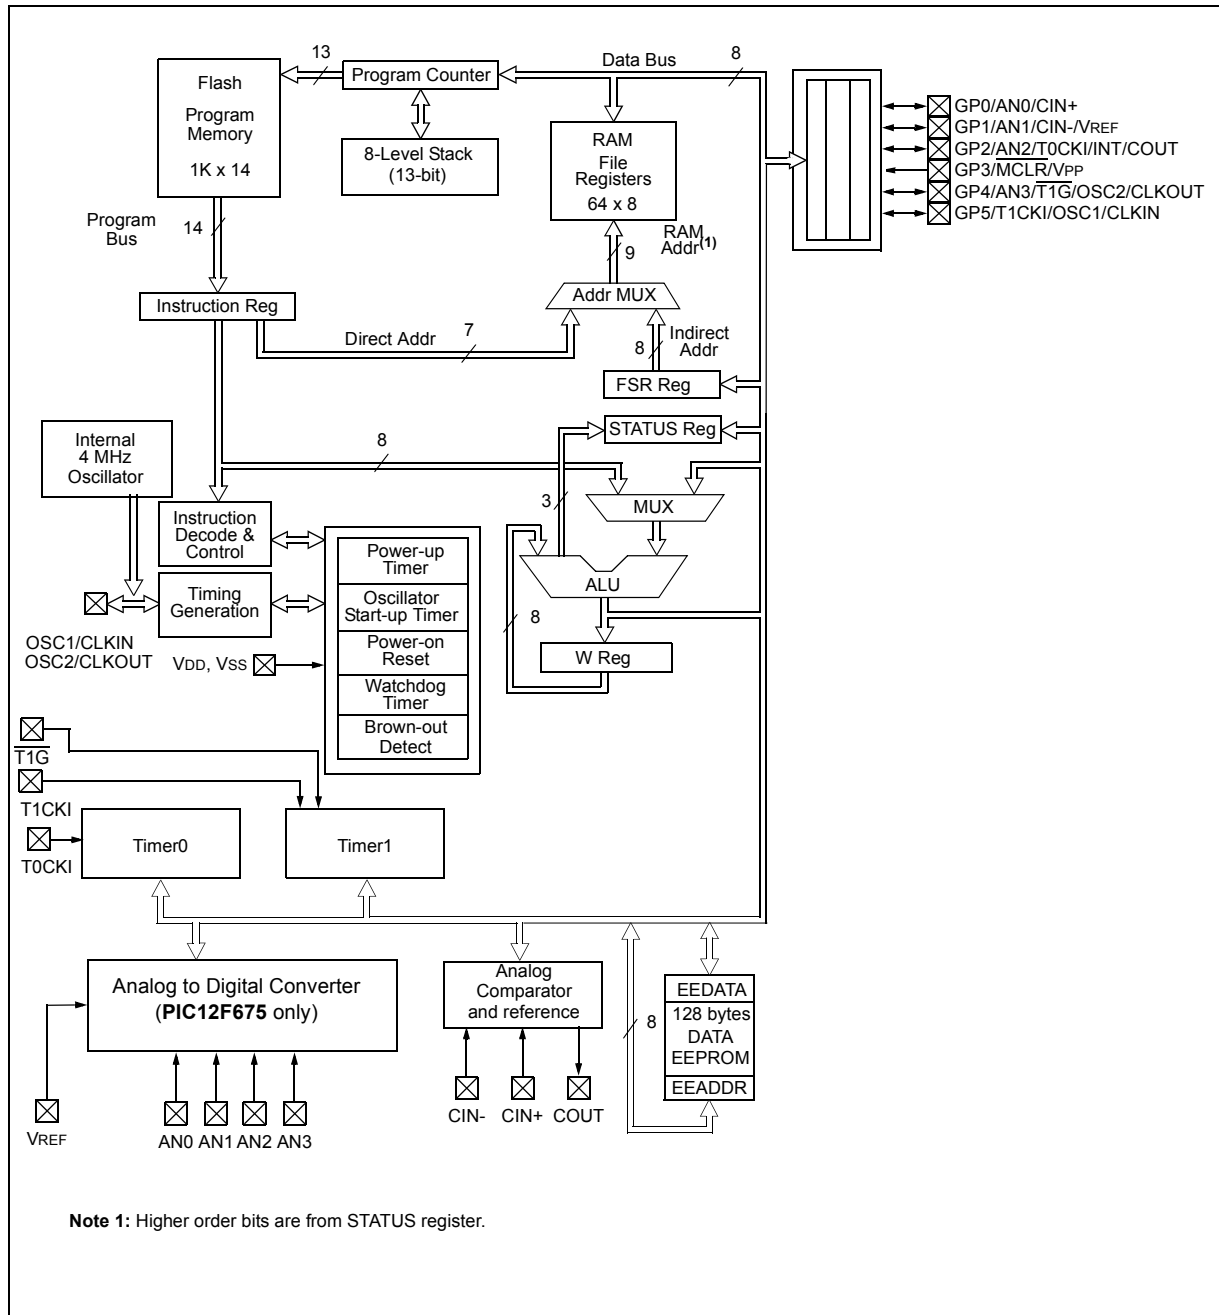 13
Data Bus
8
Flash
Program
Memory
1K x 14
Program Counter
8-Level Stack
(13-bit)
RAM
File
Registers
64 x 8
GP0/AN0/CIN+
GP1/AN1/CIN-/VREF
GP2/AN2/T0CKI/INT/COUT
GP3/MCLR/VPP
GP4/AN3/T1G/OSC2/CLKOUT
GP5/T1CKI/OSC1/CLKIN
Program
Bus
14
RAM
Addr(1)
9
Instruction Reg
Addr MUX
Direct Addr
7
8
Indirect
Addr
FSR Reg
STATUS Reg
Internal
4 MHz
Oscillator
8
3
MUX
Instruction
Decode &
Control
Timing
Generation
OSC1/CLKIN
OSC2/CLKOUT
VDD, VSS
Power-up
Timer
Oscillator
Start-up Timer
Power-on
Reset
Watchdog
Timer
Brown-out
Detect
ALU
8
W Reg
T1G
T1CKI
T0CKI
Timer0
Timer1
Analog to Digital Converter
(PIC12F675 only)
Analog
Comparator
and reference
8
EEDATA
128 bytes
DATA
EEPROM
EEADDR
VREF
AN0 AN1 AN2 AN3
CIN- CIN+ COUT
Note 1: Higher order bits are from STATUS register.